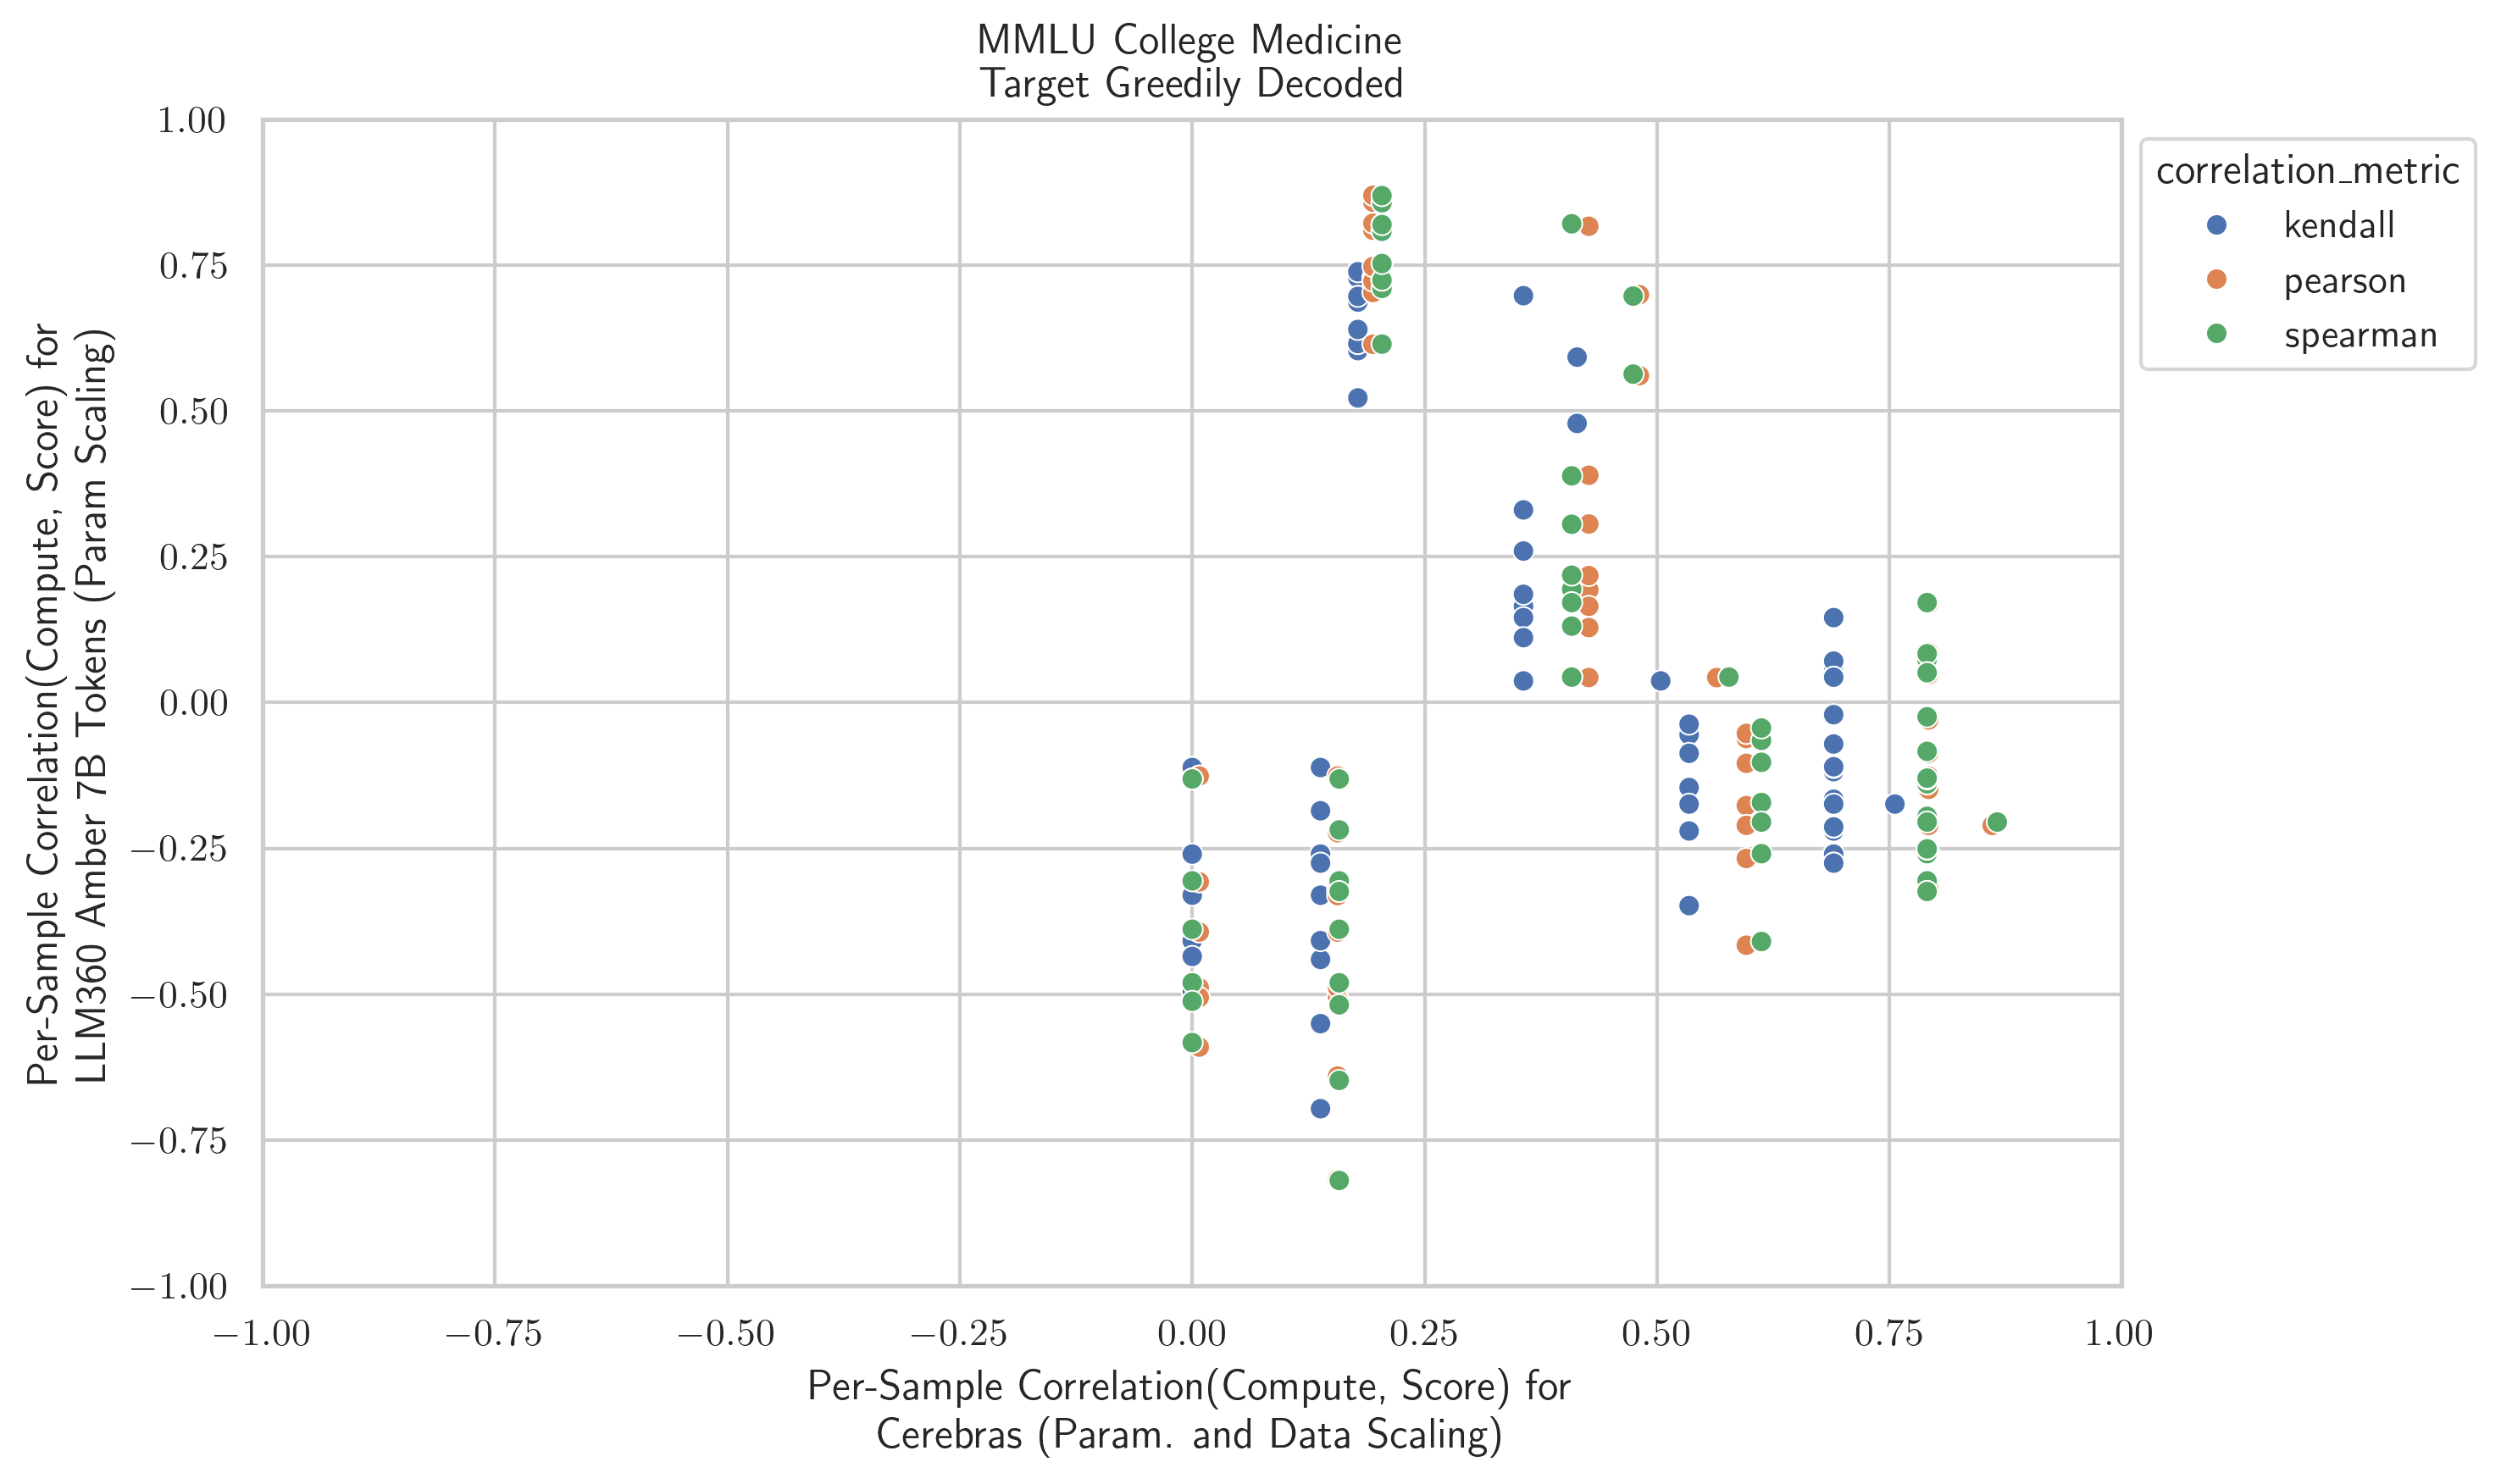 MMLU College Medicine
Target Greedily Decoded
Per-Sample Correlation(Compute, Score) for
LLM360 Amber 7B Tokens (Param Scaling)
1.00
0.75
0.50
0.25
0.00
−0.25
−0.50
−0.75
−1.00
−1.00 −0.75 −0.50 −0.25 0.00 0.25 0.50 0.75 1.00
Per-Sample Correlation(Compute, Score) for
Cerebras (Param. and Data Scaling)
correlation_metric
kendall
pearson
spearman